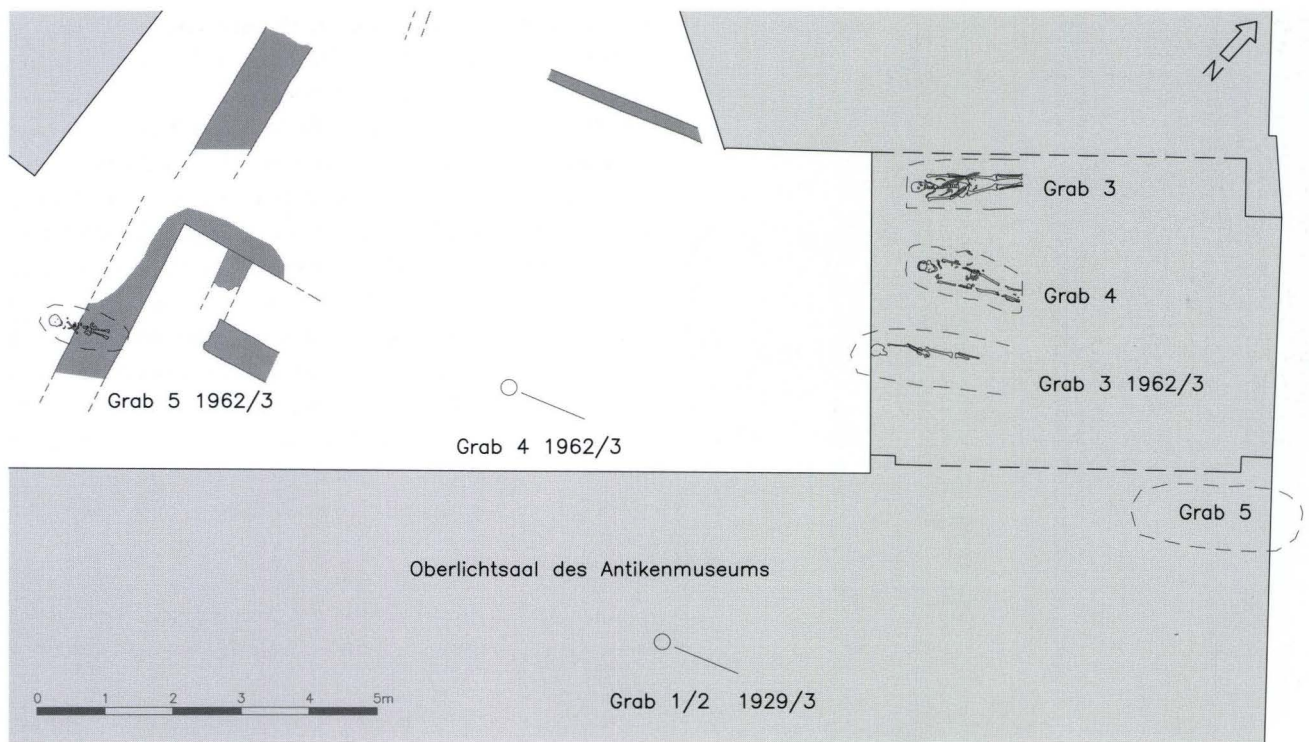 N
Grab 3
Grab 4
Grab 3 1962/3
Grab 5 1962/3
Grab 4 1962/3
Grab 5
Oberlichtsaal des Antikenmuseums
Grab 1/2 1929/3
0 1 2 3 4 5m